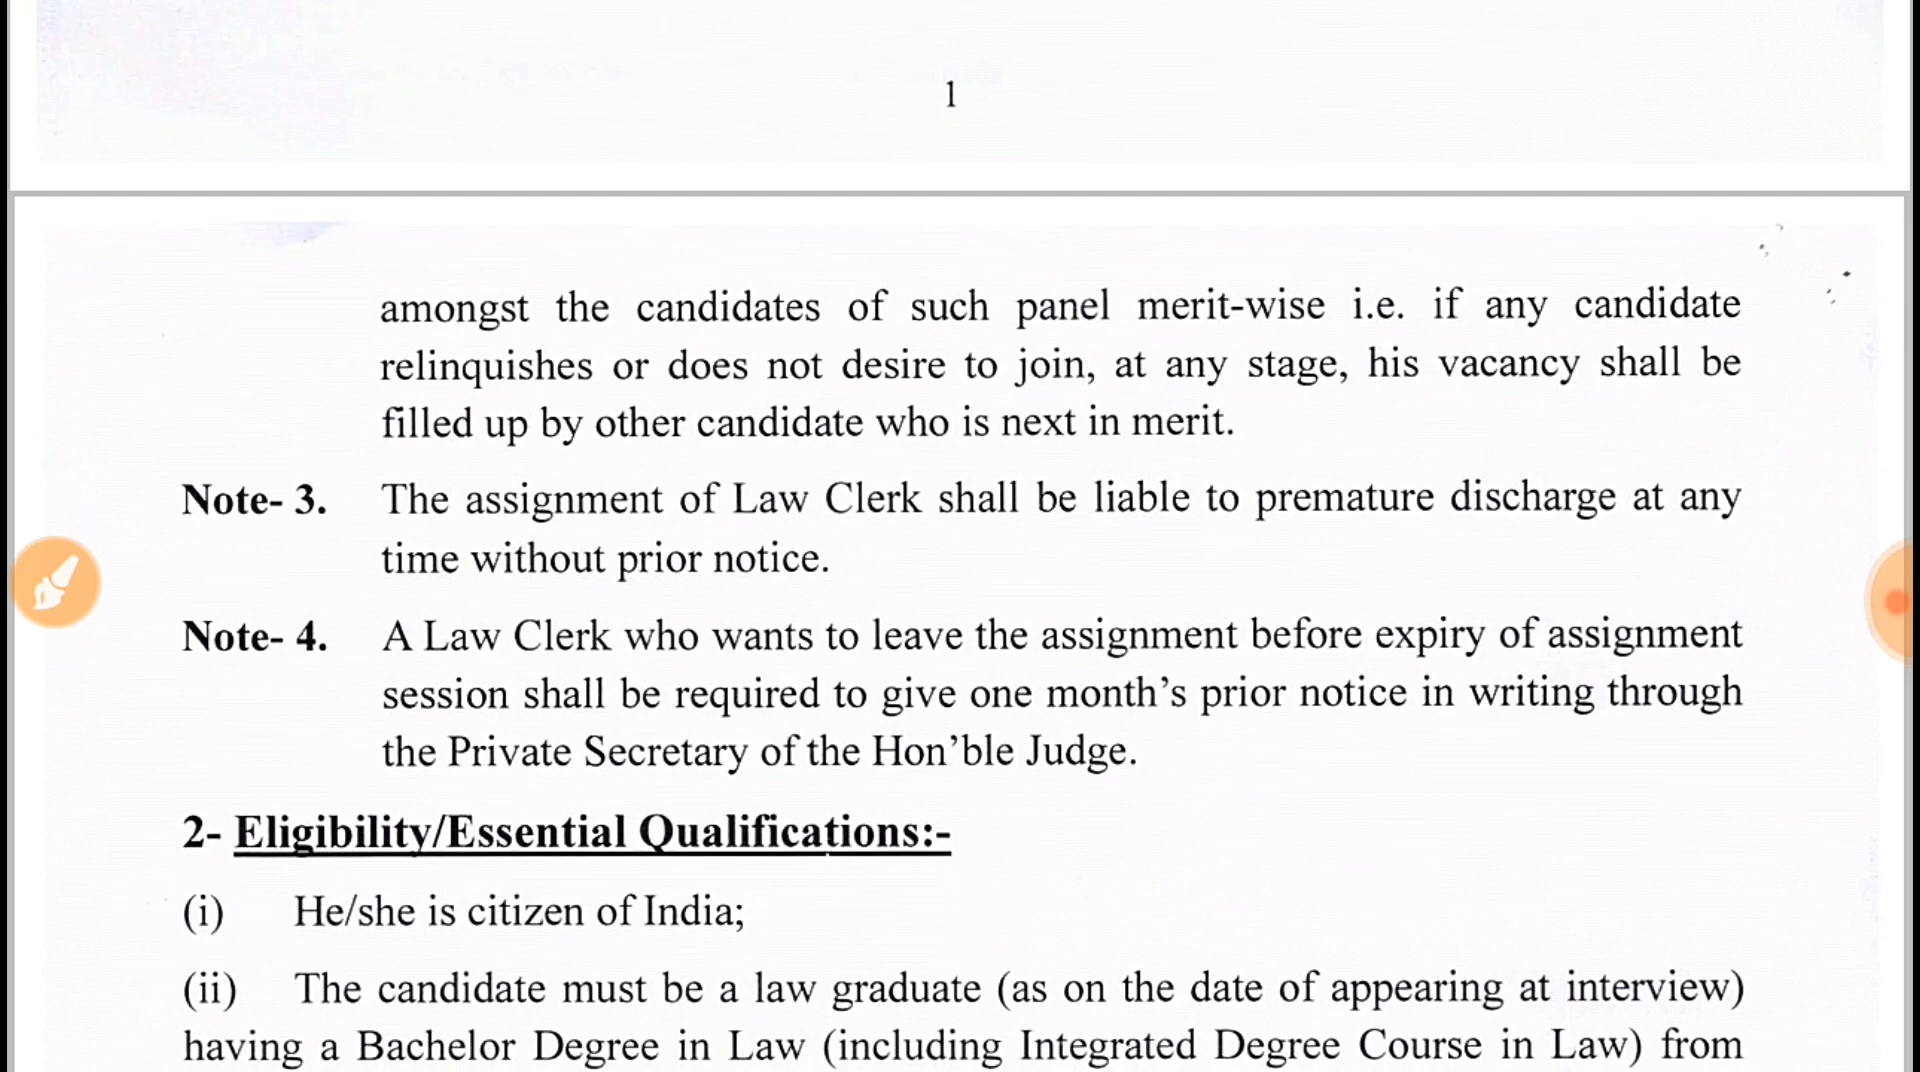 1
amongst the candidates of such panel merit-wise i.e. if any candidate
relinquishes or does not desire to join, at any stage, his vacancy shall be
filled up by other candidate who is next in merit.
Note- 3. The assignment of Law Clerk shall be liable to premature discharge at any
time without prior notice.
Note- 4. A Law Clerk who wants to leave the assignment before expiry of assignment
session shall be required to give one month’s prior notice in writing through
the Private Secretary of the Hon’ble Judge.
2- Eligibility/Essential Qualifications:-
(i) He/she is citizen of India;
(ii) The candidate must be a law graduate (as on the date of appearing at interview)
having a Bachelor Degree in Law (including Integrated Degree Course in Law) from